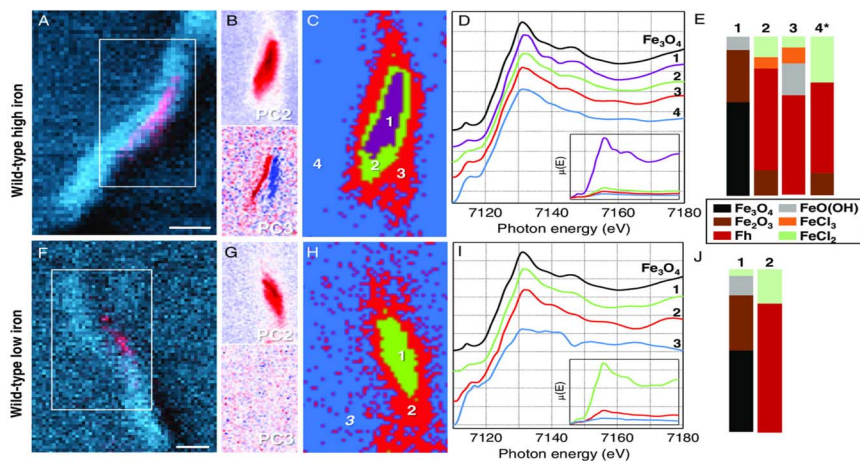 Wild-type high iron
A
B
PC2
PC3
C
1
2
3
4
D
Fe3O4
1
2
3
4
μ(E)
7120 7140 7160 7180
Photon energy (eV)
E
1 2 3 4*
Fe3O4 FeO(OH)
Fe2O3 FeCl3
Fh FeCl2
Wild-type low iron
F
G
PC2
PC3
H
1
2
3
I
Fe3O4
1
2
3
μ(E)
7120 7140 7160 7180
Photon energy (eV)
J
1 2